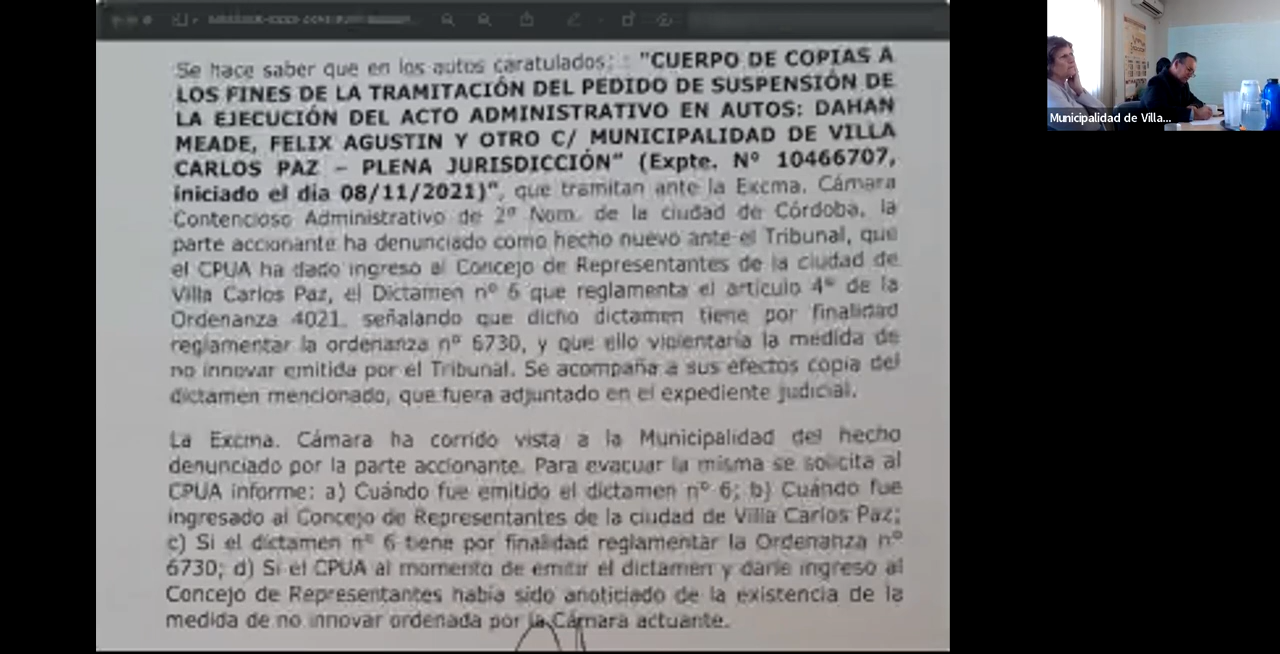 Se hace saber que en los autos caratulados: : "CUERPO DE COPIAS A
LOS FINES DE LA TRAMITACIÓN DEL PEDIDO DE SUSPENSIÓN DE
LA EJECUCIÓN DEL ACTO ADMINISTRATIVO EN AUTOS: DAHAN
MEADE, FELIX AGUSTIN Y OTRO C/ MUNICIPALIDAD DE VILLA
CARLOS PAZ – PLENA JURISDICCIÓN" (Expte. Nº 10466707,
iniciado el dia 08/11/2021)", que tramitan ante la Excma. Cámara
Contencioso Administrativo de 2º Nom. de la ciudad de Córdoba, la
parte accionante ha denunciado como hecho nuevo ante el Tribunal, que
el CPUA ha dado ingreso al Concejo de Representantes de la ciudad de
Villa Carlos Paz, el Dictamen nº 6 que reglamenta el artículo 4º de la
Ordenanza 4021, señalando que dicho dictamen tiene por finalidad
reglamentar la ordenanza nº 6730, y que ello violentaría la medida de
no innovar emitida por el Tribunal. Se acompaña a sus efectos copia del
dictamen mencionado, que fuera adjuntado en el expediente judicial.
La Excma. Cámara ha corrido vista a la Municipalidad del hecho
denunciado por la parte accionante. Para evacuar la misma se solicita al
CPUA informe: a) Cuándo fue emitido el dictamen nº 6; b) Cuándo fue
ingresado al Concejo de Representantes de la ciudad de Villa Carlos Paz;
c) Si el dictamen nº 6 tiene por finalidad reglamentar la Ordenanza nº
6730; d) Si el CPUA al momento de emitir el dictamen y darle ingreso al
Concejo de Representantes había sido anoticiado de la existencia de la
medida de no innovar ordenada por la Cámara actuante.
Municipalidad de Villa...